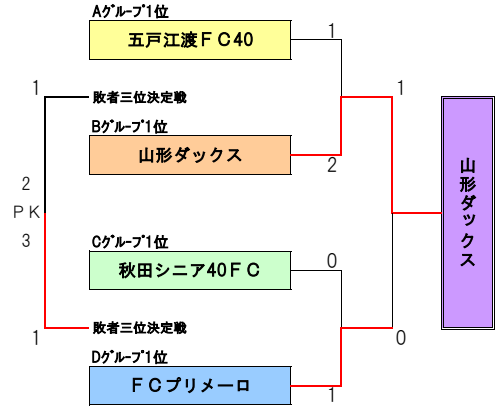 Aｸﾞﾙｰﾌﾟ1位
五戸江渡ＦＣ40
1
1
敗者三位決定戦
1
Bｸﾞﾙｰﾌﾟ1位
山形ダックス
2
2
ＰＫ
3
山形ダックス
Cｸﾞﾙｰﾌﾟ1位
秋田シニア40ＦＣ
0
1
敗者三位決定戦
0
Dｸﾞﾙｰﾌﾟ1位
ＦＣプリメーロ
1